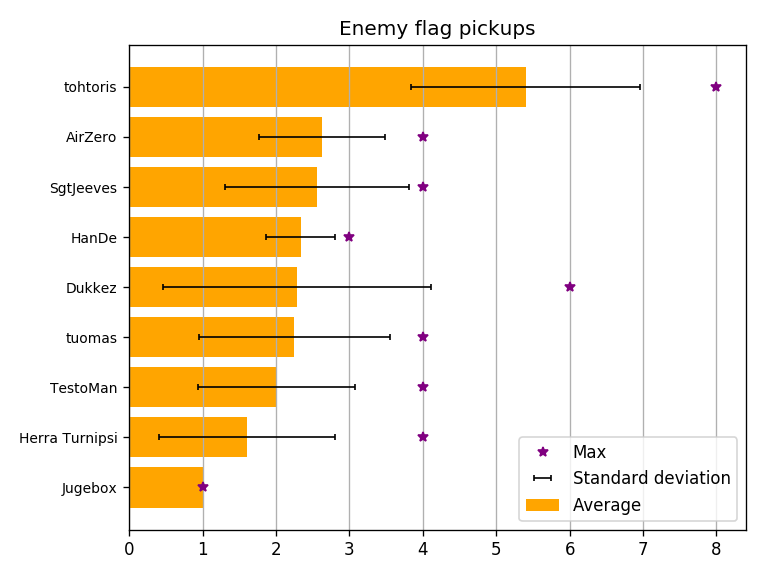 Enemy flag pickups
tohtoris
AirZero
SgtJeeves
HanDe
Dukkez
tuomas
TestoMan
Herra Turnipsi
Jugebox
Max
Standard deviation
Average
0 1 2 3 4 5 6 7 8